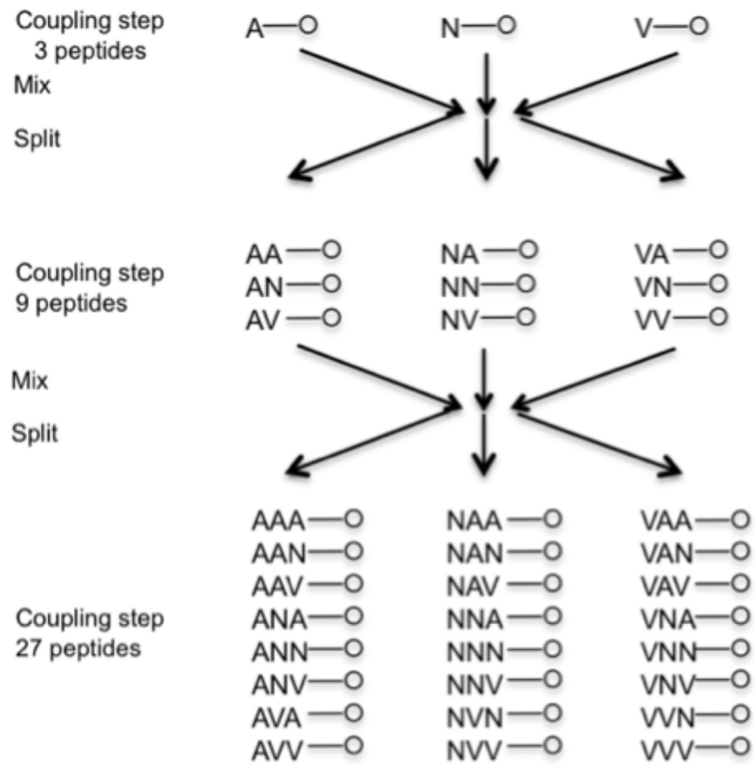 Coupling step
3 peptides
A N V
Mix
Split
Coupling step
9 peptides
AA NA VA
AN NN VN
AV NV VV
Mix
Split
Coupling step
27 peptides
AAA NAA VAA
AAN NAN VAN
AAV NAV VAV
ANA NNA VNA
ANN NNN VNN
ANV NNV VNV
AVA NVN VVN
AVV NVV VVV